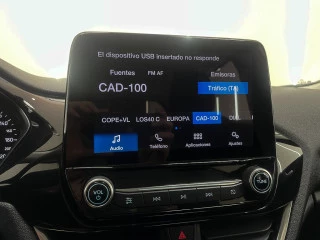 El dispositivo USB insertado no responde
Fuentes FM AF Emisoras
CAD-100 Tráfico (TA)
COPE+VL LOS40 C EUROPA CAD-100
Audio Teléfono Aplicaciones Ajustes
VOL TUNE